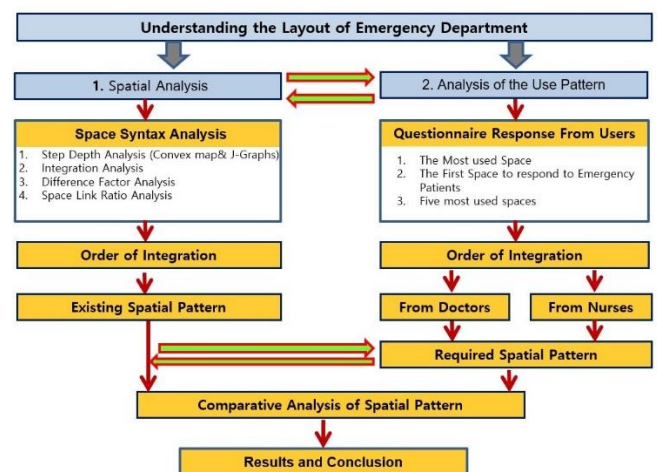 Understanding the Layout of Emergency Department
1. Spatial Analysis
2. Analysis of the Use Pattern
Space Syntax Analysis
1. Step Depth Analysis (Convex map& J-Graphs)
2. Integration Analysis
3. Difference Factor Analysis
4. Space Link Ratio Analysis
Questionnaire Response From Users
1. The Most used Space
2. The First Space to respond to Emergency
Patients
3. Five most used spaces
Order of Integration
Order of Integration
Existing Spatial Pattern
From Doctors
From Nurses
Required Spatial Pattern
Comparative Analysis of Spatial Pattern
Results and Conclusion